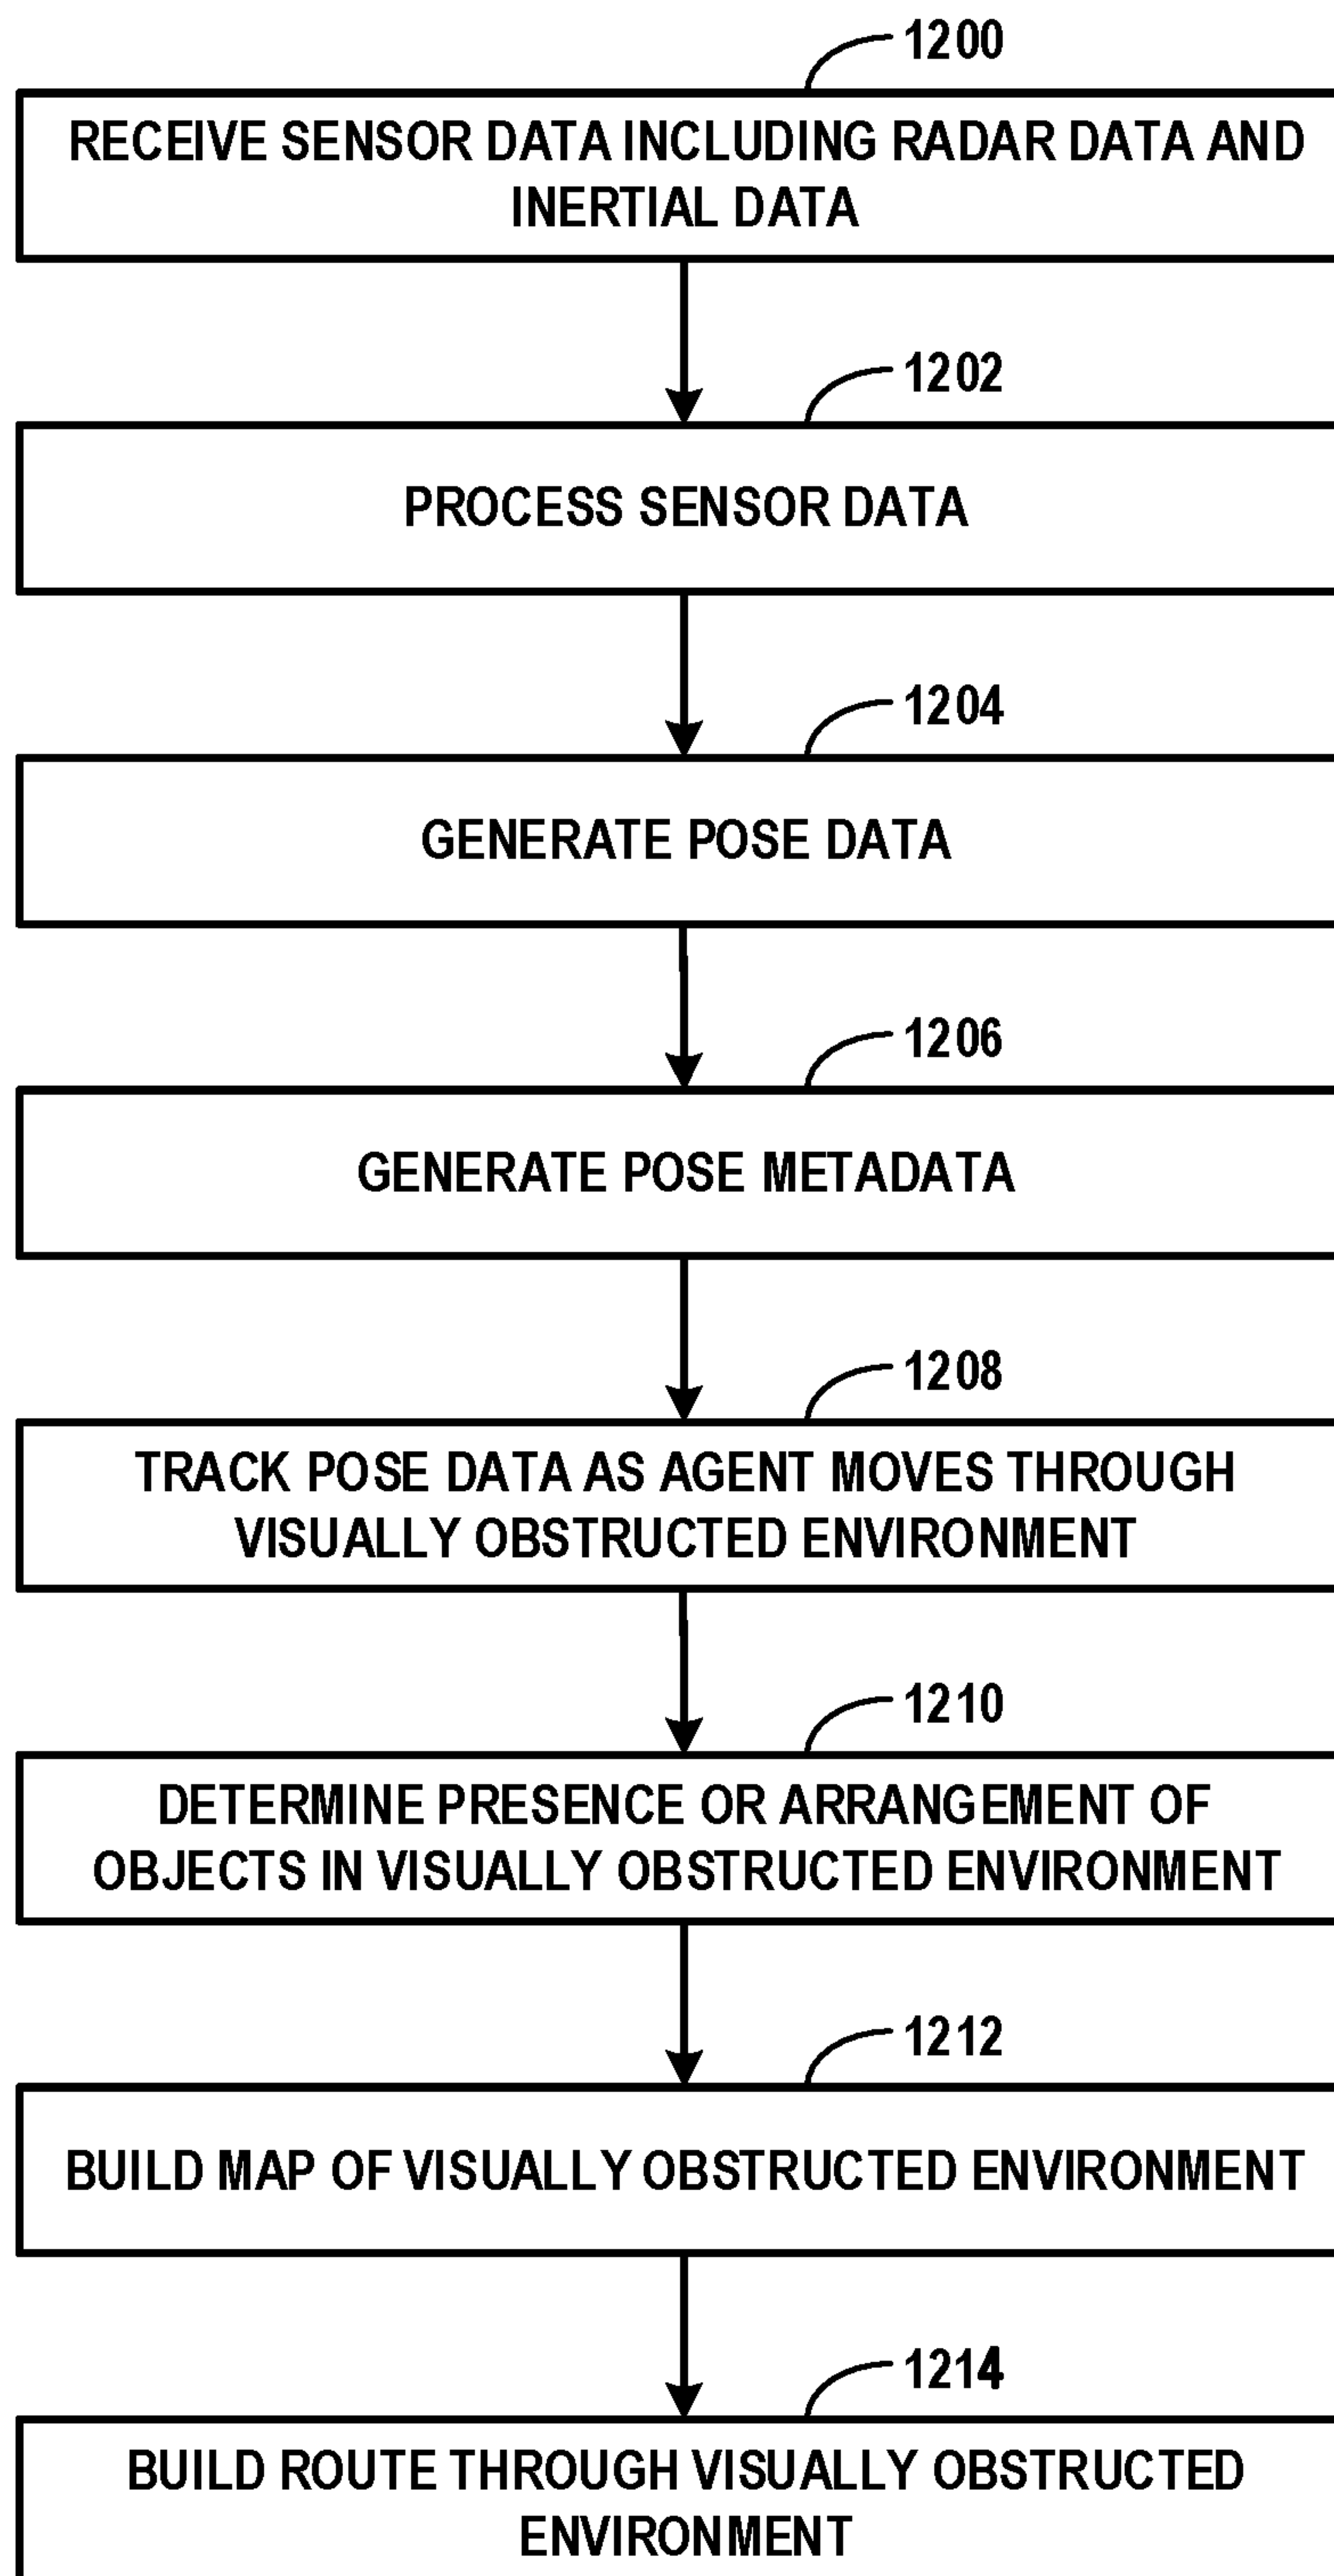 1200
RECEIVE SENSOR DATA INCLUDING RADAR DATA AND
INERTIAL DATA
1202
PROCESS SENSOR DATA
1204
GENERATE POSE DATA
1206
GENERATE POSE METADATA
1208
TRACK POSE DATA AS AGENT MOVES THROUGH
VISUALLY OBSTRUCTED ENVIRONMENT
1210
DETERMINE PRESENCE OR ARRANGEMENT OF
OBJECTS IN VISUALLY OBSTRUCTED ENVIRONMENT
1212
BUILD MAP OF VISUALLY OBSTRUCTED ENVIRONMENT
1214
BUILD ROUTE THROUGH VISUALLY OBSTRUCTED
ENVIRONMENT